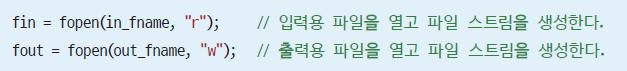 fin = fopen(in_fname, "r");     // 입력용 파일을 열고 파일 스트림을 생성한다.
fout = fopen(out_fname, "w");   // 출력용 파일을 열고 파일 스트림을 생성한다.